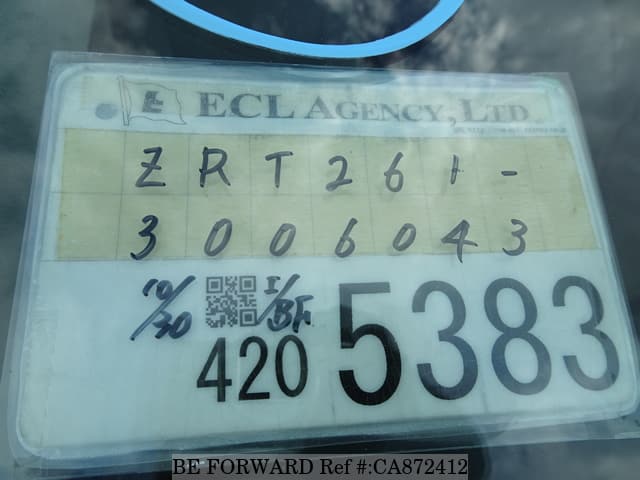 ECL AGENCY, LTD
ZRT261-
3006043
10/30 I/BF.
420 5383
BE FORWARD Ref #:CA872412